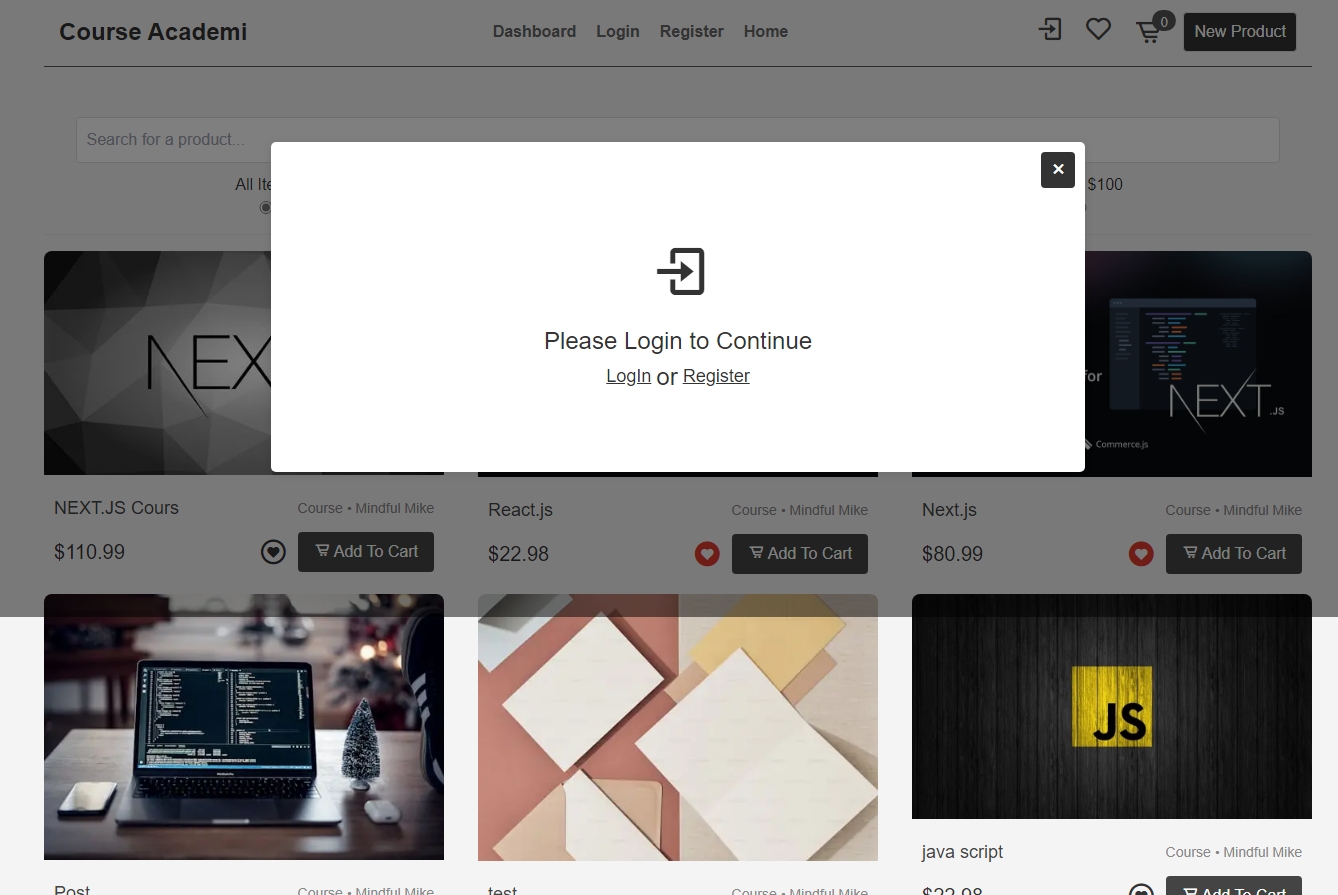 Course Academi
Dashboard Login Register Home
0
New Product
Search for a product...
All Ite
$100
×
Please Login to Continue
LogIn or Register
NEX
for
NEXT.JS
Commerce.js
NEXT.JS Cours
Course • Mindful Mike
$110.99
Add To Cart
React.js
Course • Mindful Mike
$22.98
Add To Cart
Next.js
Course • Mindful Mike
$80.99
Add To Cart
JS
Post
Course • Mindful Mike
test
Course • Mindful Mike
java script
Course • Mindful Mike
$22.98
Add To Cart